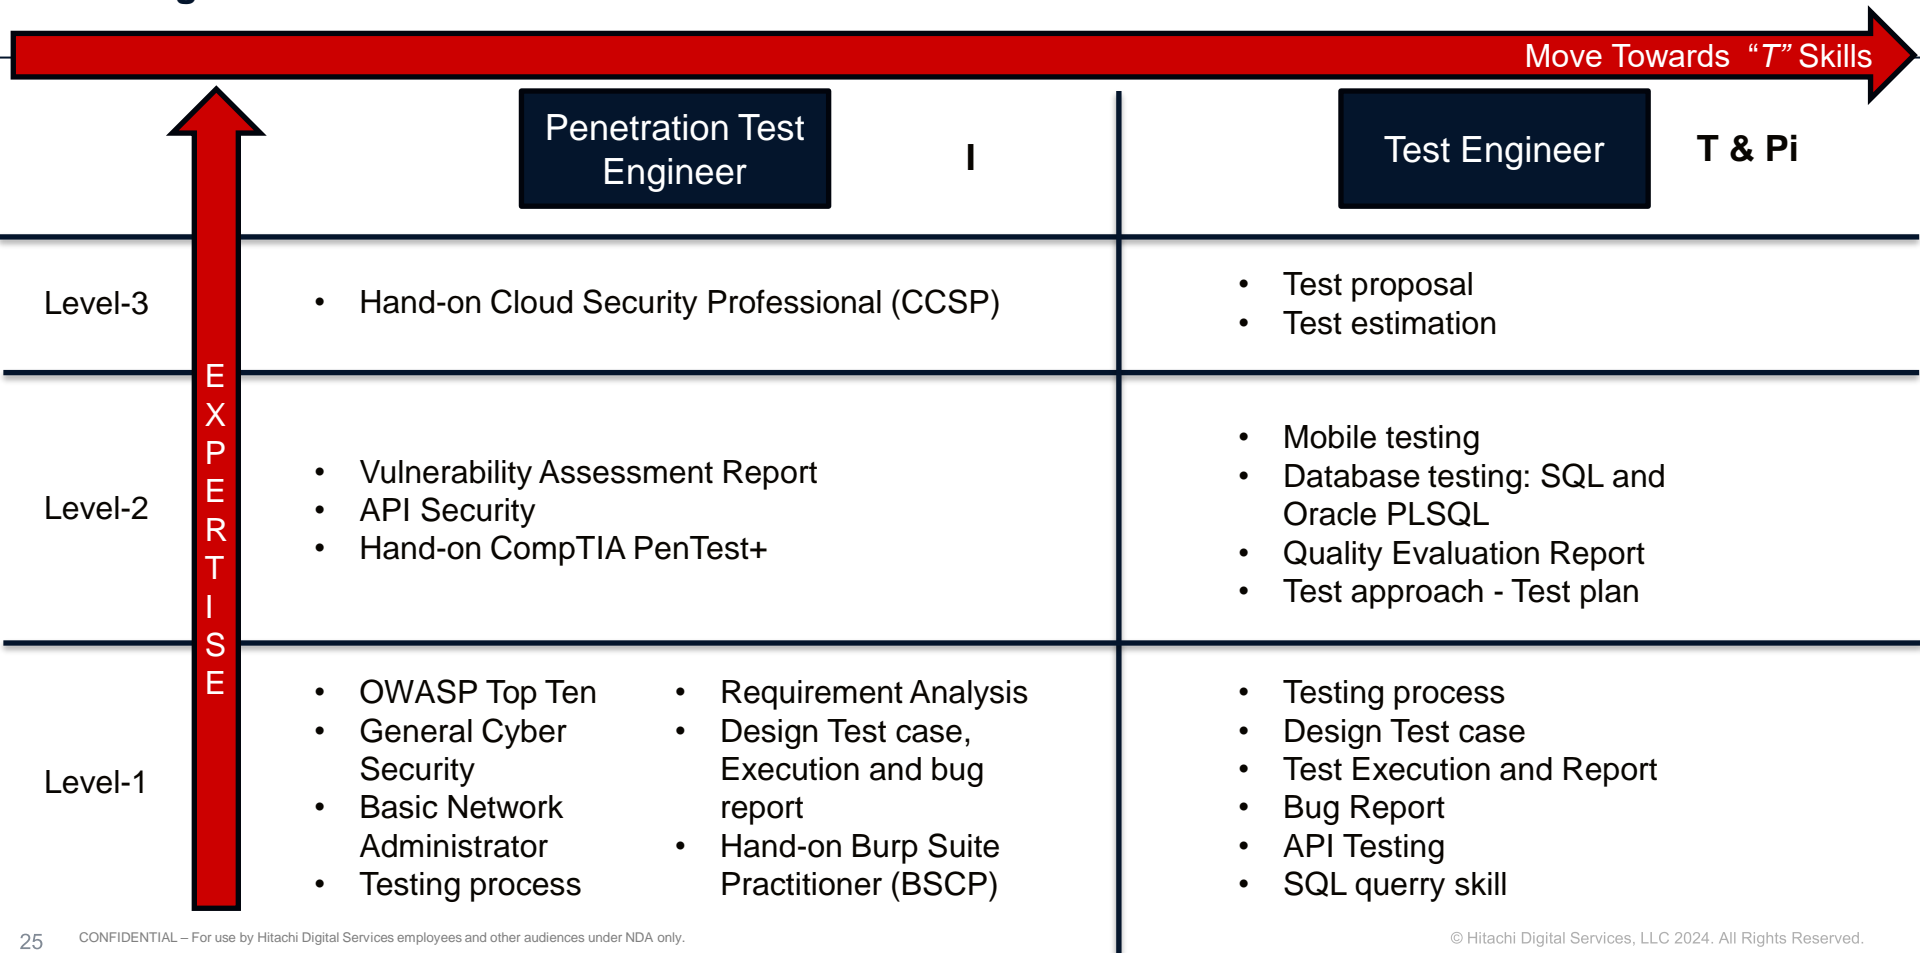 Move Towards “T” Skills
Penetration Test
Engineer
I
Test Engineer
T & Pi
Level-3
• Hand-on Cloud Security Professional (CCSP)
• Test proposal
• Test estimation
EXPERTISE
Level-2
• Vulnerability Assessment Report
• API Security
• Hand-on CompTIA PenTest+
• Mobile testing
• Database testing: SQL and
Oracle PLSQL
• Quality Evaluation Report
• Test approach - Test plan
Level-1
• OWASP Top Ten
• General Cyber
Security
• Basic Network
Administrator
• Testing process
• Requirement Analysis
• Design Test case,
Execution and bug
report
• Hand-on Burp Suite
Practitioner (BSCP)
• Testing process
• Design Test case
• Test Execution and Report
• Bug Report
• API Testing
• SQL querry skill
25
CONFIDENTIAL – For use by Hitachi Digital Services employees and other audiences under NDA only.
© Hitachi Digital Services, LLC 2024. All Rights Reserved.